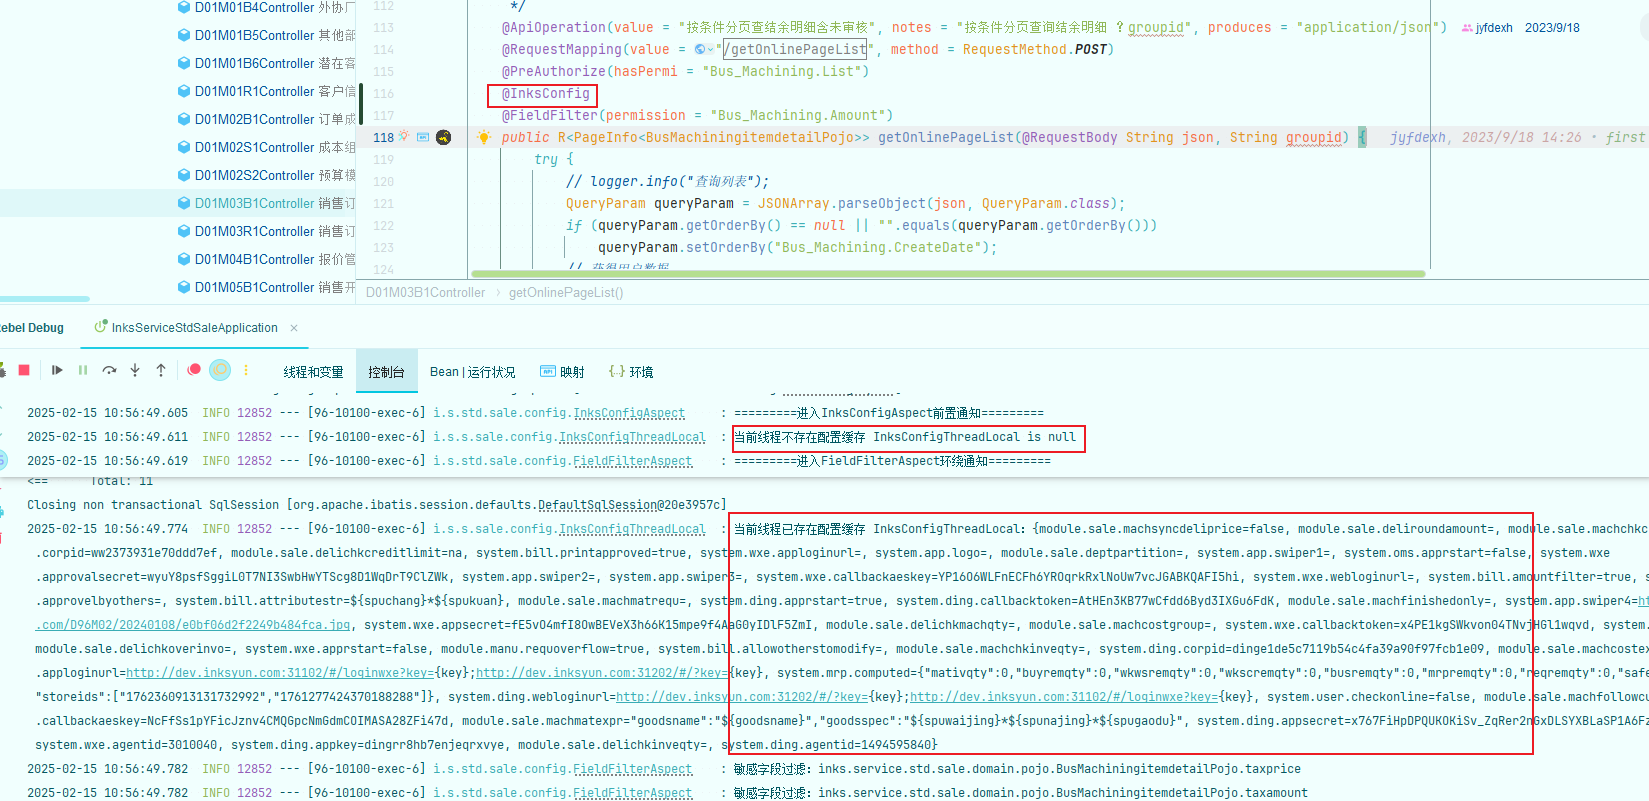 D01M01B4Controller 外协厂
D01M01B5Controller 其他部
D01M01B6Controller 潜在客
D01M01R1Controller 客户信
D01M02B1Controller 订单成
D01M02S1Controller 成本组
D01M02S2Controller 预算模
D01M03B1Controller 销售订
D01M03R1Controller 销售订
D01M04B1Controller 报价管
D01M05B1Controller 销售开
112 */
113 @ApiOperation(value = "按条件分页查结余明细含未审核", notes = "按条件分页查询结余明细 ?groupid", produces = "application/json") jyfdexh 2023/9/18
114 @RequestMapping(value = "/getOnlinePageList", method = RequestMethod.POST)
115 @PreAuthorize(hasPermi = "Bus_Machining.List")
116 @InksConfig
117 @FieldFilter(permission = "Bus_Machining.Amount")
118 public R<PageInfo<BusMachiningitemdetailPojo>> getOnlinePageList(@RequestBody String json, String groupid) { jyfdexh, 2023/9/18 14:26 · first
119 try {
120 // logger.info("查询列表");
121 QueryParam queryParam = JSONArray.parseObject(json, QueryParam.class);
122 if (queryParam.getOrderBy() == null || "".equals(queryParam.getOrderBy()))
123 queryParam.setOrderBy("Bus_Machining.CreateDate");
124 // 获得用户数据
D01M03B1Controller › getOnlinePageList()
ebel Debug InksServiceStdSaleApplication ×
线程和变量 控制台 Bean | 运行状况 映射 环境
2025-02-15 10:56:49.605 INFO 12852 --- [96-10100-exec-6] i.s.std.sale.config.InksConfigAspect : =========进入InksConfigAspect前置通知=========
2025-02-15 10:56:49.611 INFO 12852 --- [96-10100-exec-6] i.s.s.sale.config.InksConfigThreadLocal : 当前线程不存在配置缓存 InksConfigThreadLocal is null
2025-02-15 10:56:49.619 INFO 12852 --- [96-10100-exec-6] i.s.std.sale.config.FieldFilterAspect : =========进入FieldFilterAspect环绕通知=========
<== Total: 11
Closing non transactional SqlSession [org.apache.ibatis.session.defaults.DefaultSqlSession@20e3957c]
2025-02-15 10:56:49.774 INFO 12852 --- [96-10100-exec-6] i.s.s.sale.config.InksConfigThreadLocal : 当前线程已存在配置缓存 InksConfigThreadLocal：{module.sale.machsyncdeliprice=false, module.sale.deliroundamount=, module.sale.machchkc
.corpid=ww2373931e70ddd7ef, module.sale.delichkcreditlimit=na, system.bill.printapproved=true, system.wxe.apploginurl=, system.app.logo=, module.sale.deptpartition=, system.app.swiper1=, system.oms.apprstart=false, system.wxe
.approvalsecret=wyuY8psfSggiL0T7NI3SwbHwYTScg8D1WqDrT9ClZWk, system.app.swiper2=, system.app.swiper3=, system.wxe.callbackaeskey=YP16O6WLFnECFh6YROqrkRxlNoUw7vcJGABKQAFI5hi, system.wxe.webloginurl=, system.bill.amountfilter=true, s
.approvelbyothers=, system.bill.attributestr=${spuchang}*${spukuan}, module.sale.machmatrequ=, system.ding.apprstart=true, system.ding.callbacktoken=AtHEn3KB77wCfdd6Byd3IXGu6FdK, module.sale.machfinishedonly=, system.app.swiper4=ht
.com/D96M02/20240108/e0bf06d2f2249b484fca.jpg, system.wxe.appsecret=fE5vO4mfI8OwBEVeX3h66K15mpe9f4AaG0yIDlF5ZmI, module.sale.delichkmachqty=, module.sale.machcostgroup=, system.wxe.callbacktoken=x4PE1kgSWkvon04TNvjHGl1wqvd, system.
module.sale.delichkoverinvo=, system.wxe.apprstart=false, module.manu.requoverflow=true, system.bill.allowotherstomodify=, module.sale.machchkinveqty=, system.ding.corpid=dinge1de5c7119b54c4fa39a90f97fcb1e09, module.sale.machcostex
.apploginurl=http://dev.inksyun.com:31102/#/loginwxe?key={key};http://dev.inksyun.com:31202/#/?key={key}, system.mrp.computed={"mativqty":0,"buyremqty":0,"wkwsremqty":0,"wkscremqty":0,"busremqty":0,"mrpremqty":0,"reqremqty":0,"safe
"storeids":["1762360913131732992","1761277424370188288"]}, system.ding.webloginurl=http://dev.inksyun.com:31202/#/?key={key};http://dev.inksyun.com:31102/#/loginwxe?key={key}, system.user.checkonline=false, module.sale.machfollowcu
.callbackaeskey=NcFfSs1pYFicJznv4CMQGpcNmGdmCOIMASA28ZFi47d, module.sale.machmatexpr="goodsname":"${goodsname}","goodsspec":"${spuwaijing}*${spunajing}*${spugaodu}", system.ding.appsecret=x767FiHpDPQUKOKiSv_ZqRer2nGxDLSYXBLaSP1A6Fz
system.wxe.agentid=3010040, system.ding.appkey=dingrr8hb7enjeqrxvye, module.sale.delichkinveqty=, system.ding.agentid=1494595840}
2025-02-15 10:56:49.782 INFO 12852 --- [96-10100-exec-6] i.s.std.sale.config.FieldFilterAspect : 敏感字段过滤：inks.service.std.sale.domain.pojo.BusMachiningitemdetailPojo.taxprice
2025-02-15 10:56:49.782 INFO 12852 --- [96-10100-exec-6] i.s.std.sale.config.FieldFilterAspect : 敏感字段过滤：inks.service.std.sale.domain.pojo.BusMachiningitemdetailPojo.taxamount